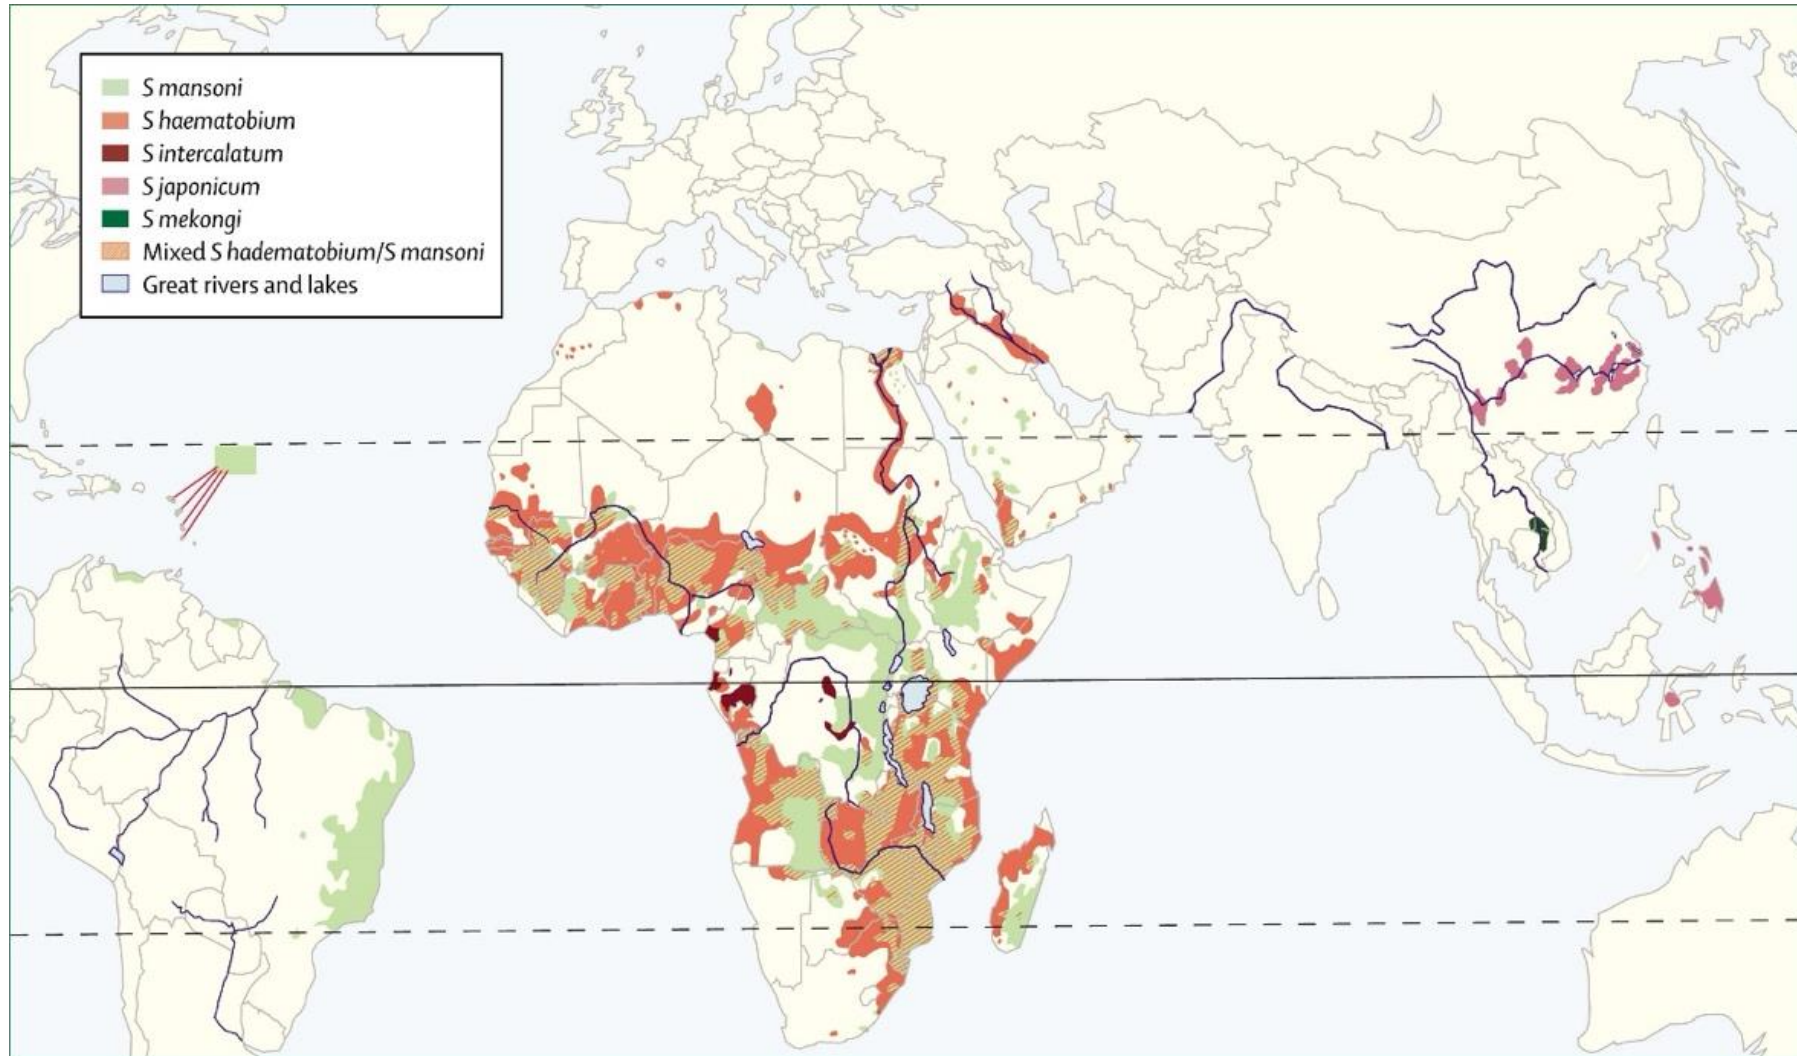 S mansoni
S haematobium
S intercalatum
S japonicum
S mekongi
Mixed S hadematobium/S mansoni
Great rivers and lakes